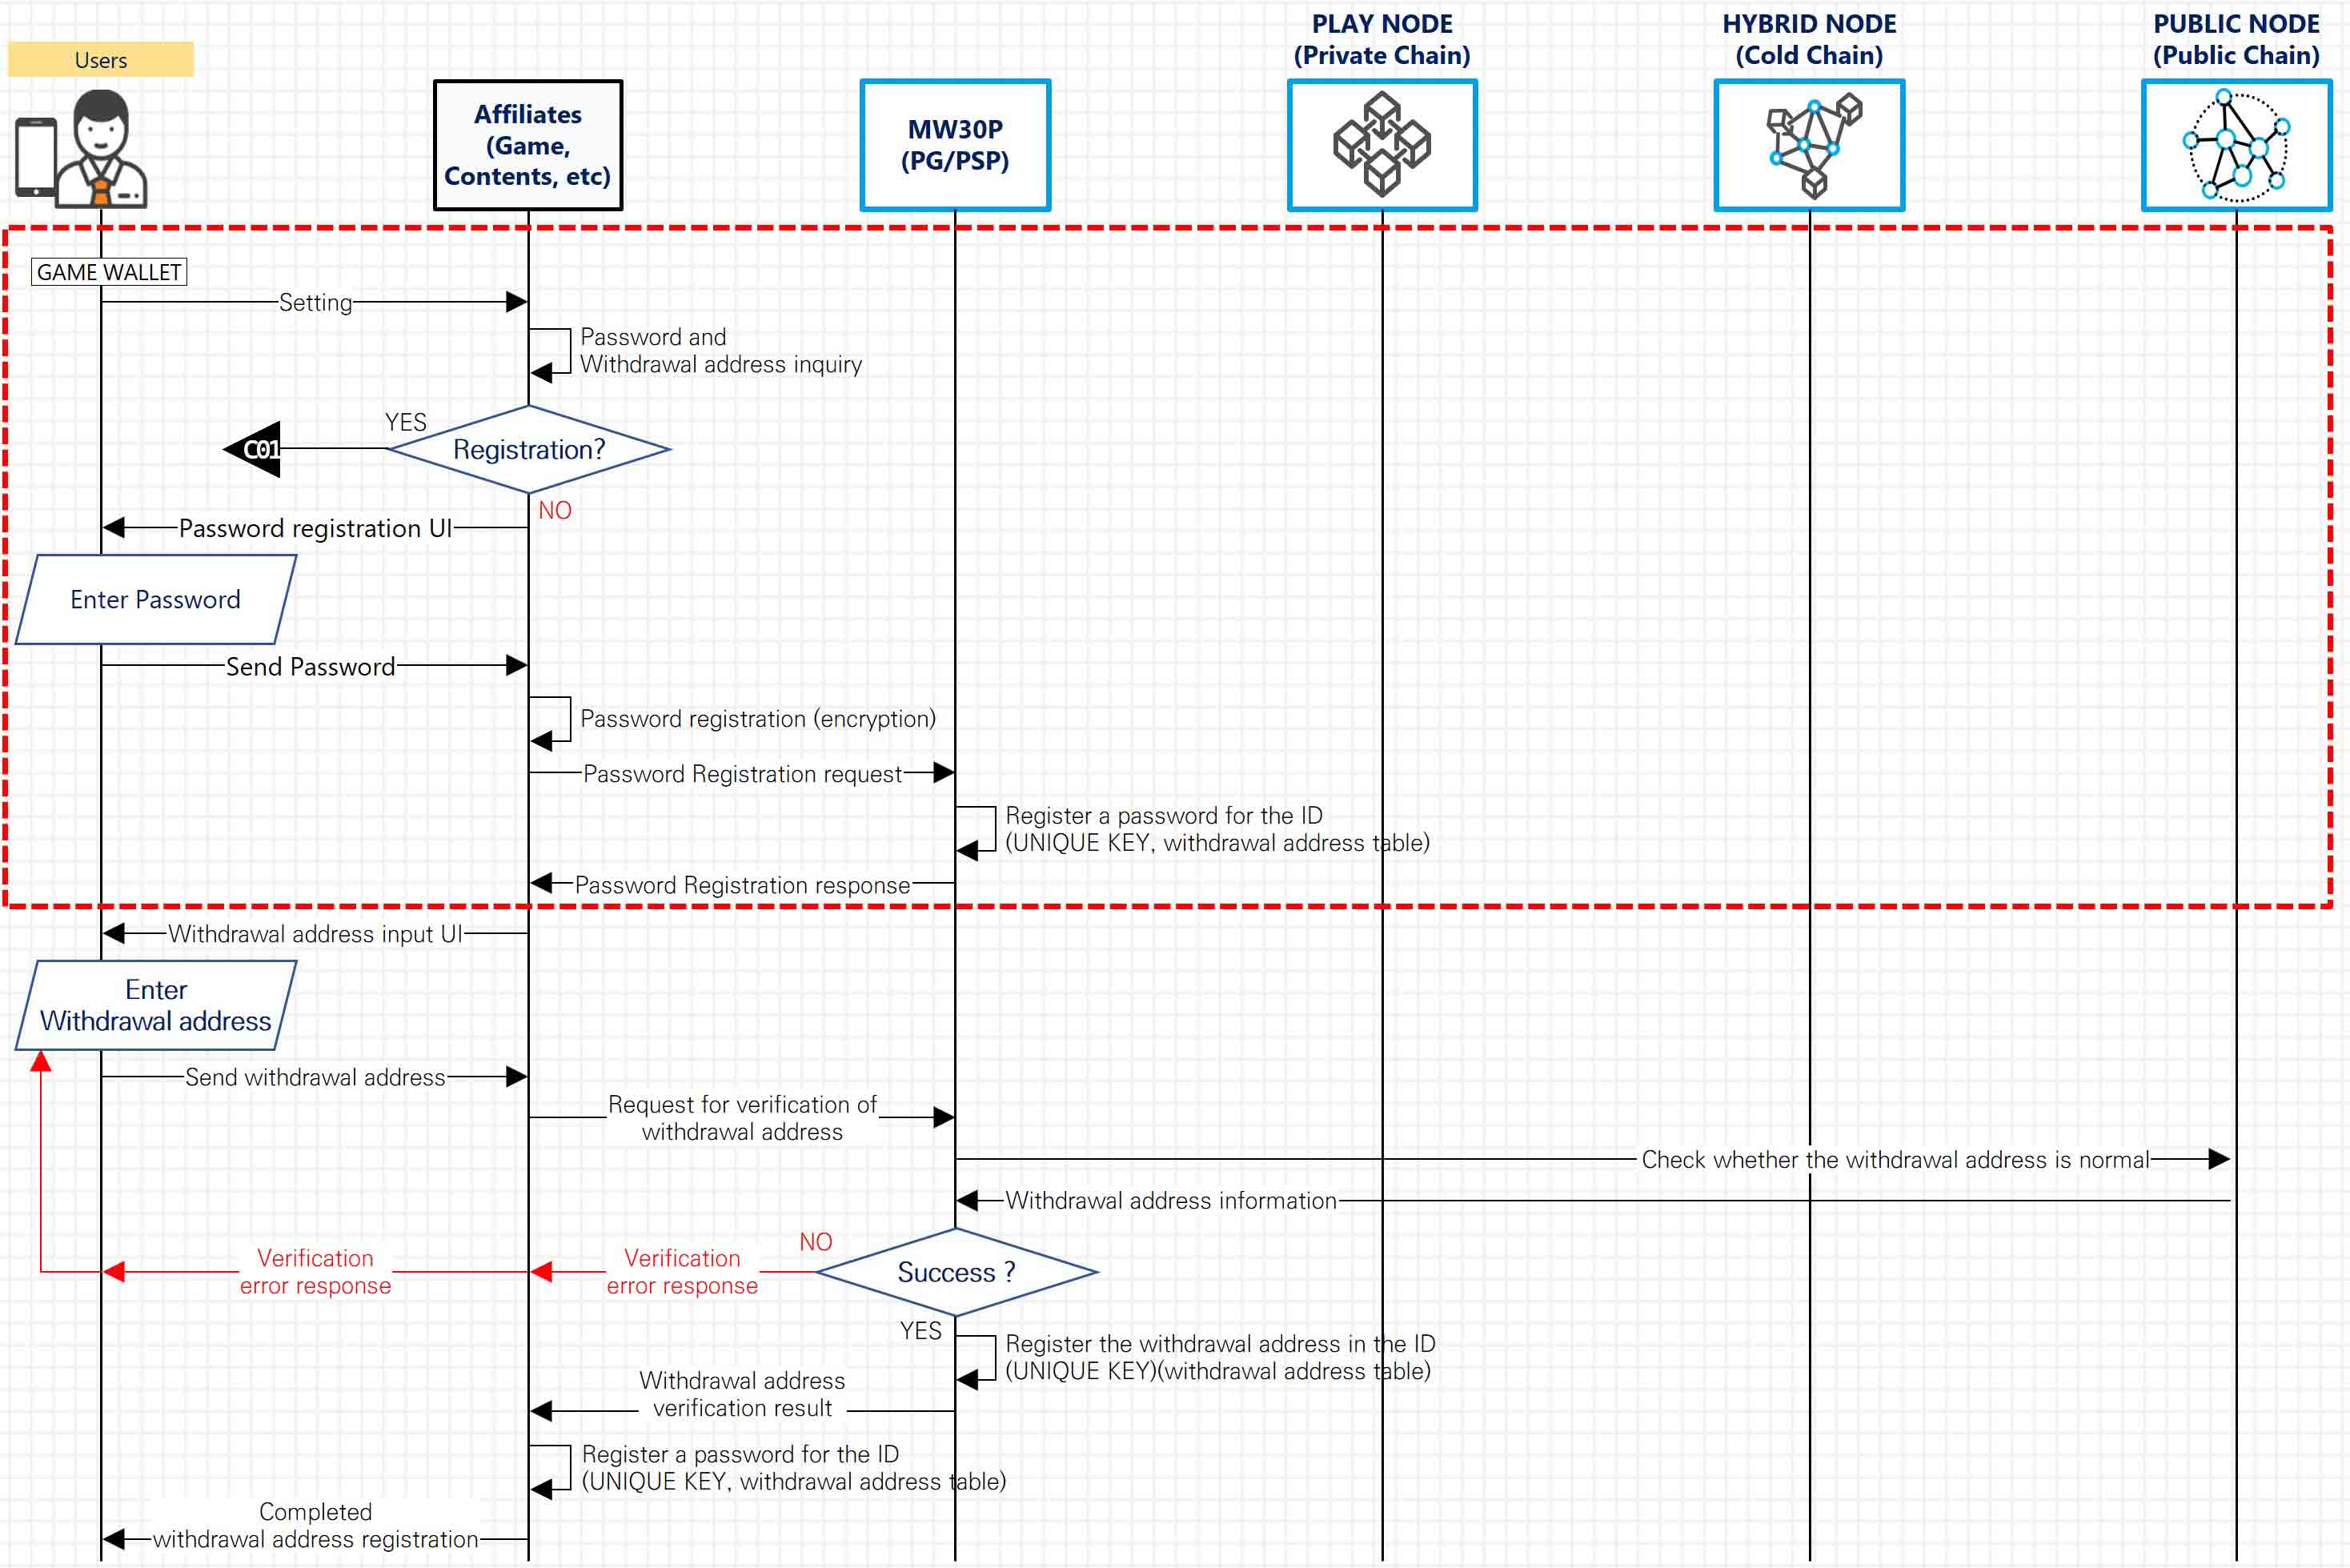 PLAY NODE
(Private Chain)
HYBRID NODE
(Cold Chain)
PUBLIC NODE
(Public Chain)
Users
Affiliates
(Game,
Contents, etc)
MW30P
(PG/PSP)
GAME WALLET
Setting
Password and
Withdrawal address inquiry
YES
C01
Registration?
NO
Password registration UI
Enter Password
Send Password
Password registration (encryption)
Password Registration request
Register a password for the ID
(UNIQUE KEY, withdrawal address table)
Password Registration response
Withdrawal address input UI
Enter
Withdrawal address
Send withdrawal address
Request for verification of
withdrawal address
Check whether the withdrawal address is normal
Withdrawal address information
NO
Verification
error response
Verification
error response
Success ?
YES
Register the withdrawal address in the ID
(UNIQUE KEY)(withdrawal address table)
Withdrawal address
verification result
Register a password for the ID
(UNIQUE KEY, withdrawal address table)
Completed
withdrawal address registration